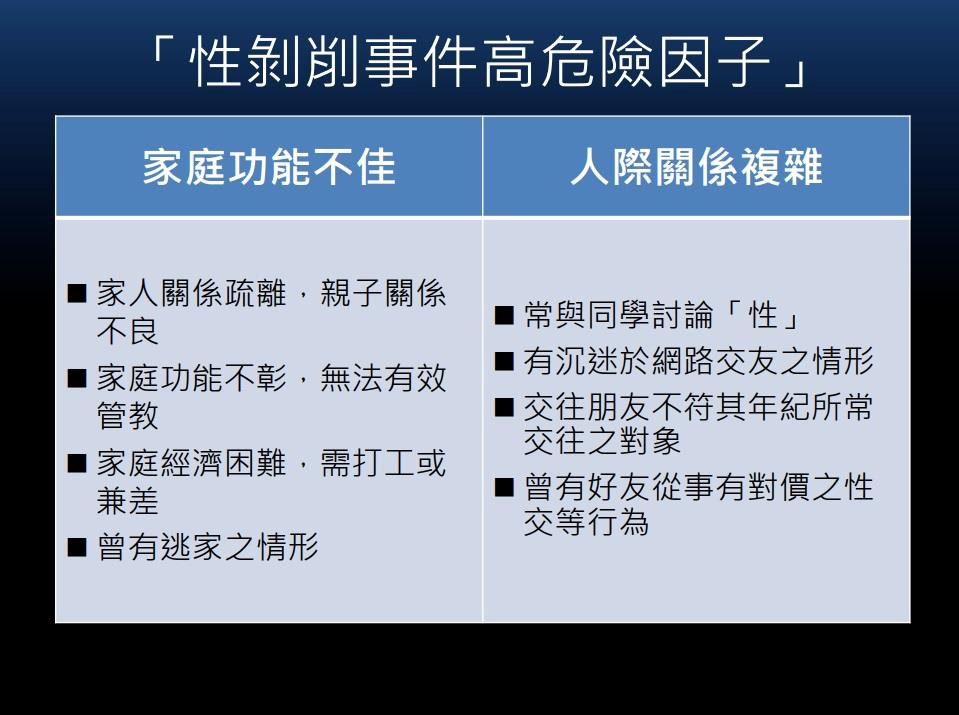 「性剝削事件高危險因子」
家庭功能不佳
人際關係複雜
■ 家人關係疏離，親子關係
不良
■ 家庭功能不彰，無法有效
管教
■ 家庭經濟困難，需打工或
兼差
■ 曾有逃家之情形
■ 常與同學討論「性」
■ 有沉迷於網路交友之情形
■ 交往朋友不符其年紀所常
交往之對象
■ 曾有好友從事有對價之性
交等行為